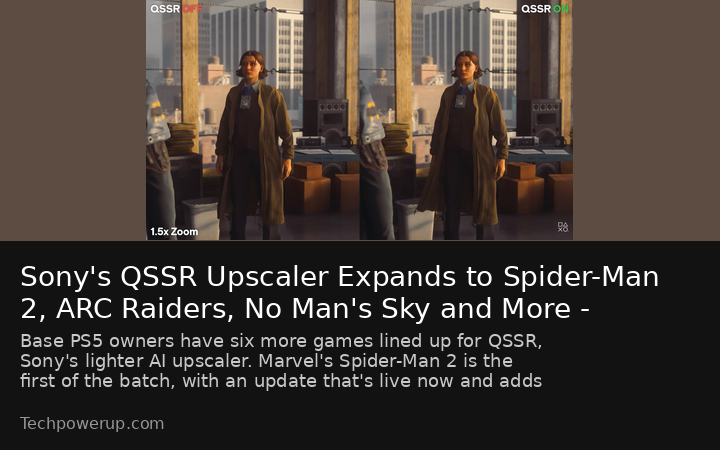 QSSR OFF
QSSR ON
1.5x Zoom
Sony's QSSR Upscaler Expands to Spider-Man
2, ARC Raiders, No Man's Sky and More -
Base PS5 owners have six more games lined up for QSSR,
Sony's lighter AI upscaler. Marvel's Spider-Man 2 is the
first of the batch, with an update that's live now and adds
Techpowerup.com